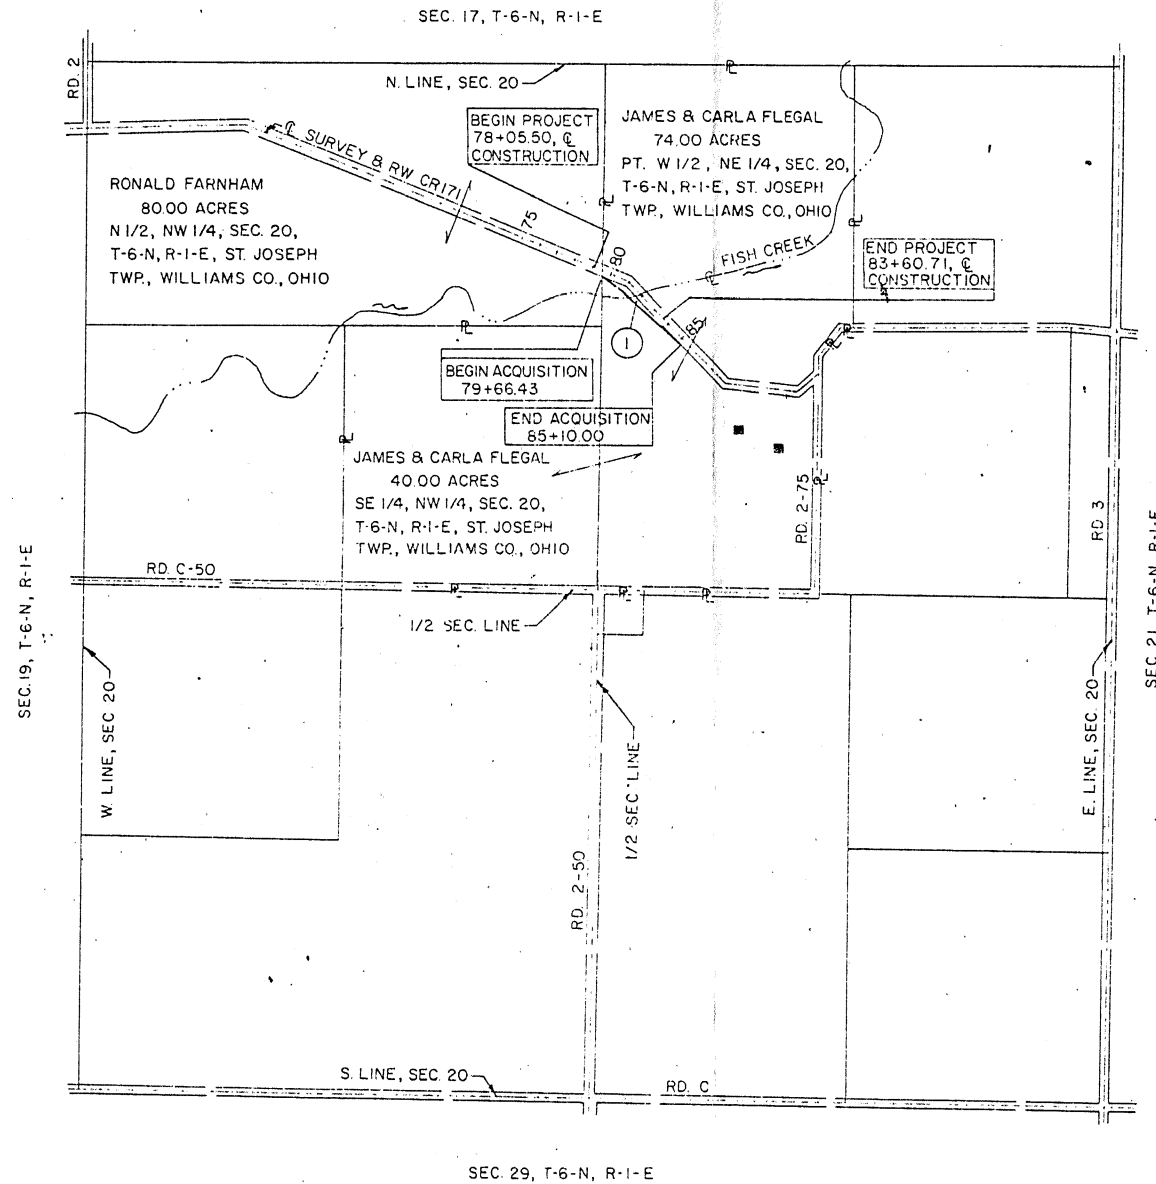 SEC. 17, T-6-N, R-1-E
RD. 2
N. LINE, SEC. 20
℄ SURVEY & RW CR171
BEGIN PROJECT
78+05.50, ℄
CONSTRUCTION
JAMES & CARLA FLEGAL
74.00 ACRES
PT. W 1/2, NE 1/4, SEC. 20,
T-6-N, R-1-E, ST. JOSEPH
TWP., WILLIAMS CO., OHIO
RONALD FARNHAM
80.00 ACRES
N 1/2, NW 1/4, SEC. 20,
T-6-N, R-1-E, ST. JOSEPH
TWP., WILLIAMS CO., OHIO
75
80
℄ FISH CREEK
END PROJECT
83+60.71, ℄
CONSTRUCTION
85
1
BEGIN ACQUISITION
79+66.43
END ACQUISITION
85+10.00
JAMES & CARLA FLEGAL
40.00 ACRES
SE 1/4, NW 1/4, SEC. 20,
T-6-N, R-1-E, ST. JOSEPH
TWP., WILLIAMS CO., OHIO
RD. 2-75
RD 3
SEC. 19, T-6-N, R-1-E
SEC 21, T-6-N R-1-E
RD. C-50
1/2 SEC. LINE
W. LINE, SEC 20
1/2 SEC LINE
E. LINE, SEC. 20
RD. 2-50
S. LINE, SEC. 20
RD. C
SEC. 29, T-6-N, R-1-E